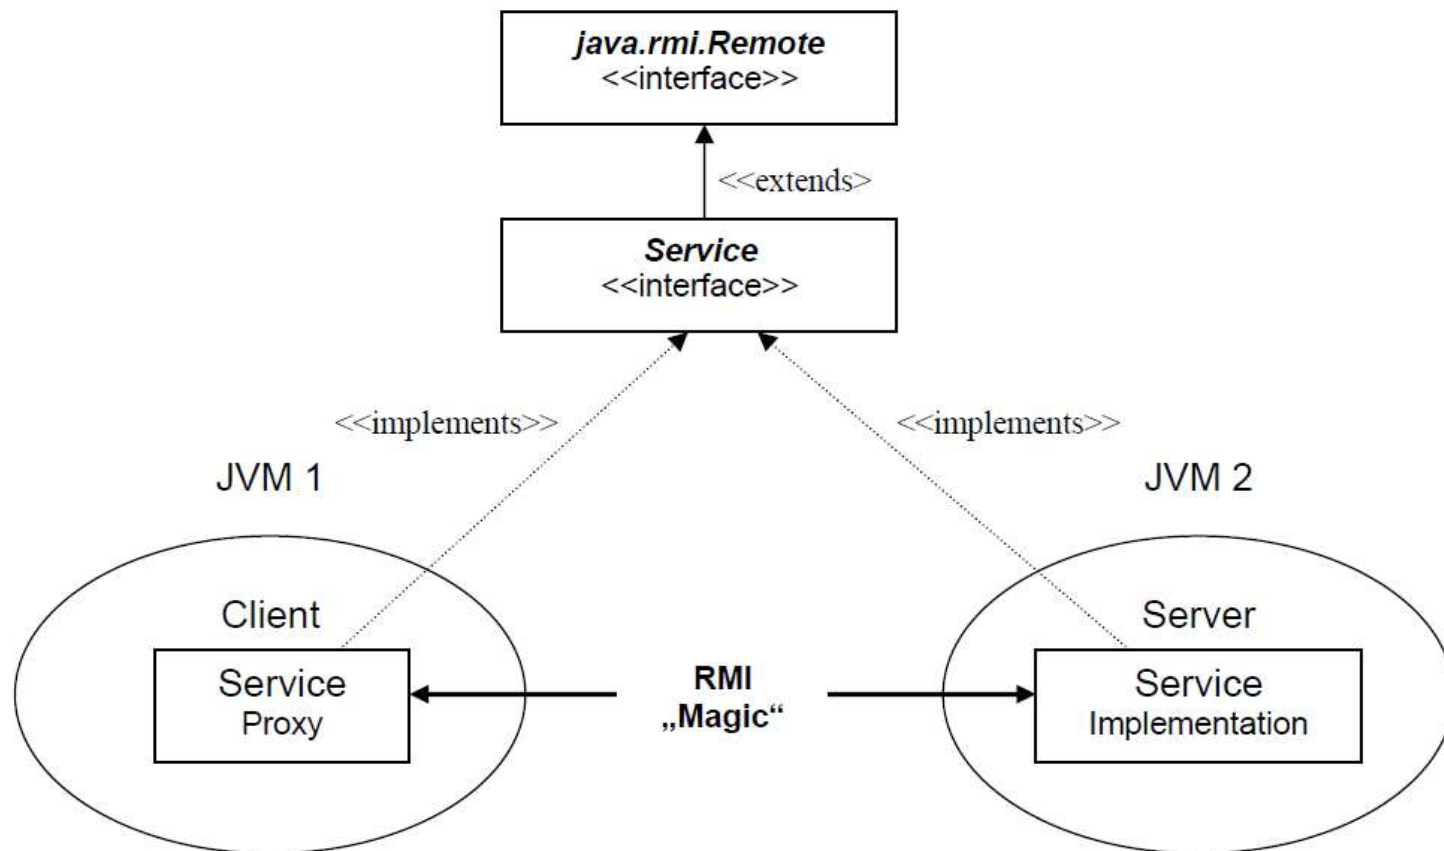 java.rmi.Remote
<<interface>>
<<extends>
Service
<<interface>>
<<implements>>
<<implements>>
JVM 1
JVM 2
Client
Server
Service
Proxy
RMI
„Magic“
Service
Implementation